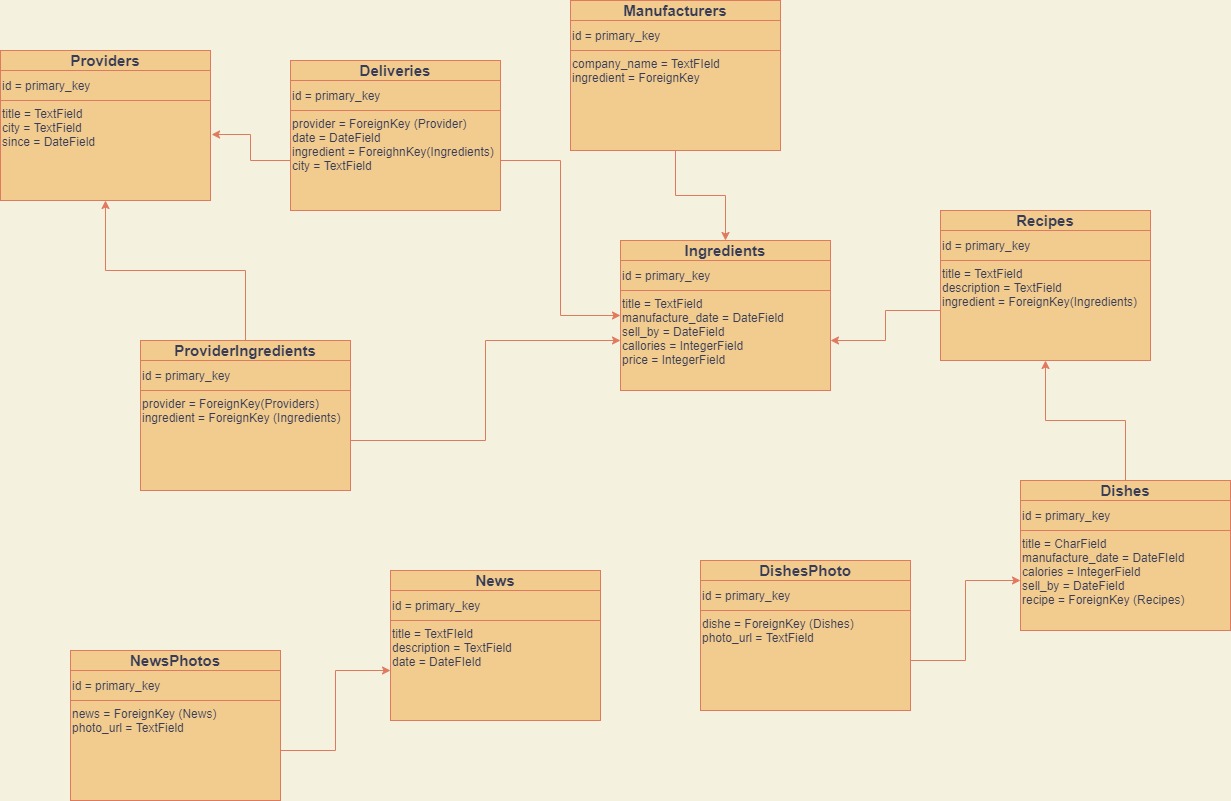 Manufacturers
id = primary_key
company_name = TextFIeld
ingredient = ForeignKey
Providers
id = primary_key
title = TextField
city = TextField
since = DateField
Deliveries
id = primary_key
provider = ForeignKey (Provider)
date = DateField
ingredient = ForeighnKey(Ingredients)
city = TextField
Ingredients
id = primary_key
title = TextField
manufacture_date = DateField
sell_by = DateField
callories = IntegerField
price = IntegerField
Recipes
id = primary_key
title = TextField
description = TextField
ingredient = ForeignKey(Ingredients)
ProviderIngredients
id = primary_key
provider = ForeignKey(Providers)
ingredient = ForeignKey (Ingredients)
Dishes
id = primary_key
title = CharField
manufacture_date = DateFIeld
calories = IntegerField
sell_by = DateField
recipe = ForeignKey (Recipes)
News
id = primary_key
title = TextFIeld
description = TextField
date = DateFIeld
DishesPhoto
id = primary_key
dishe = ForeignKey (Dishes)
photo_url = TextField
NewsPhotos
id = primary_key
news = ForeignKey (News)
photo_url = TextField